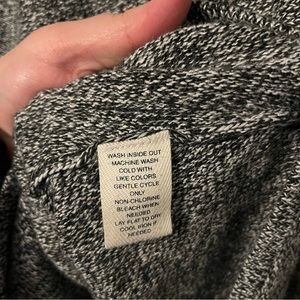 WASH INSIDE OUT
MACHINE WASH
COLD WITH
LIKE COLORS
GENTLE CYCLE
ONLY
NON-CHLORINE
BLEACH WHEN
NEEDED
LAY FLAT TO DRY
COOL IRON IF
NEEDED